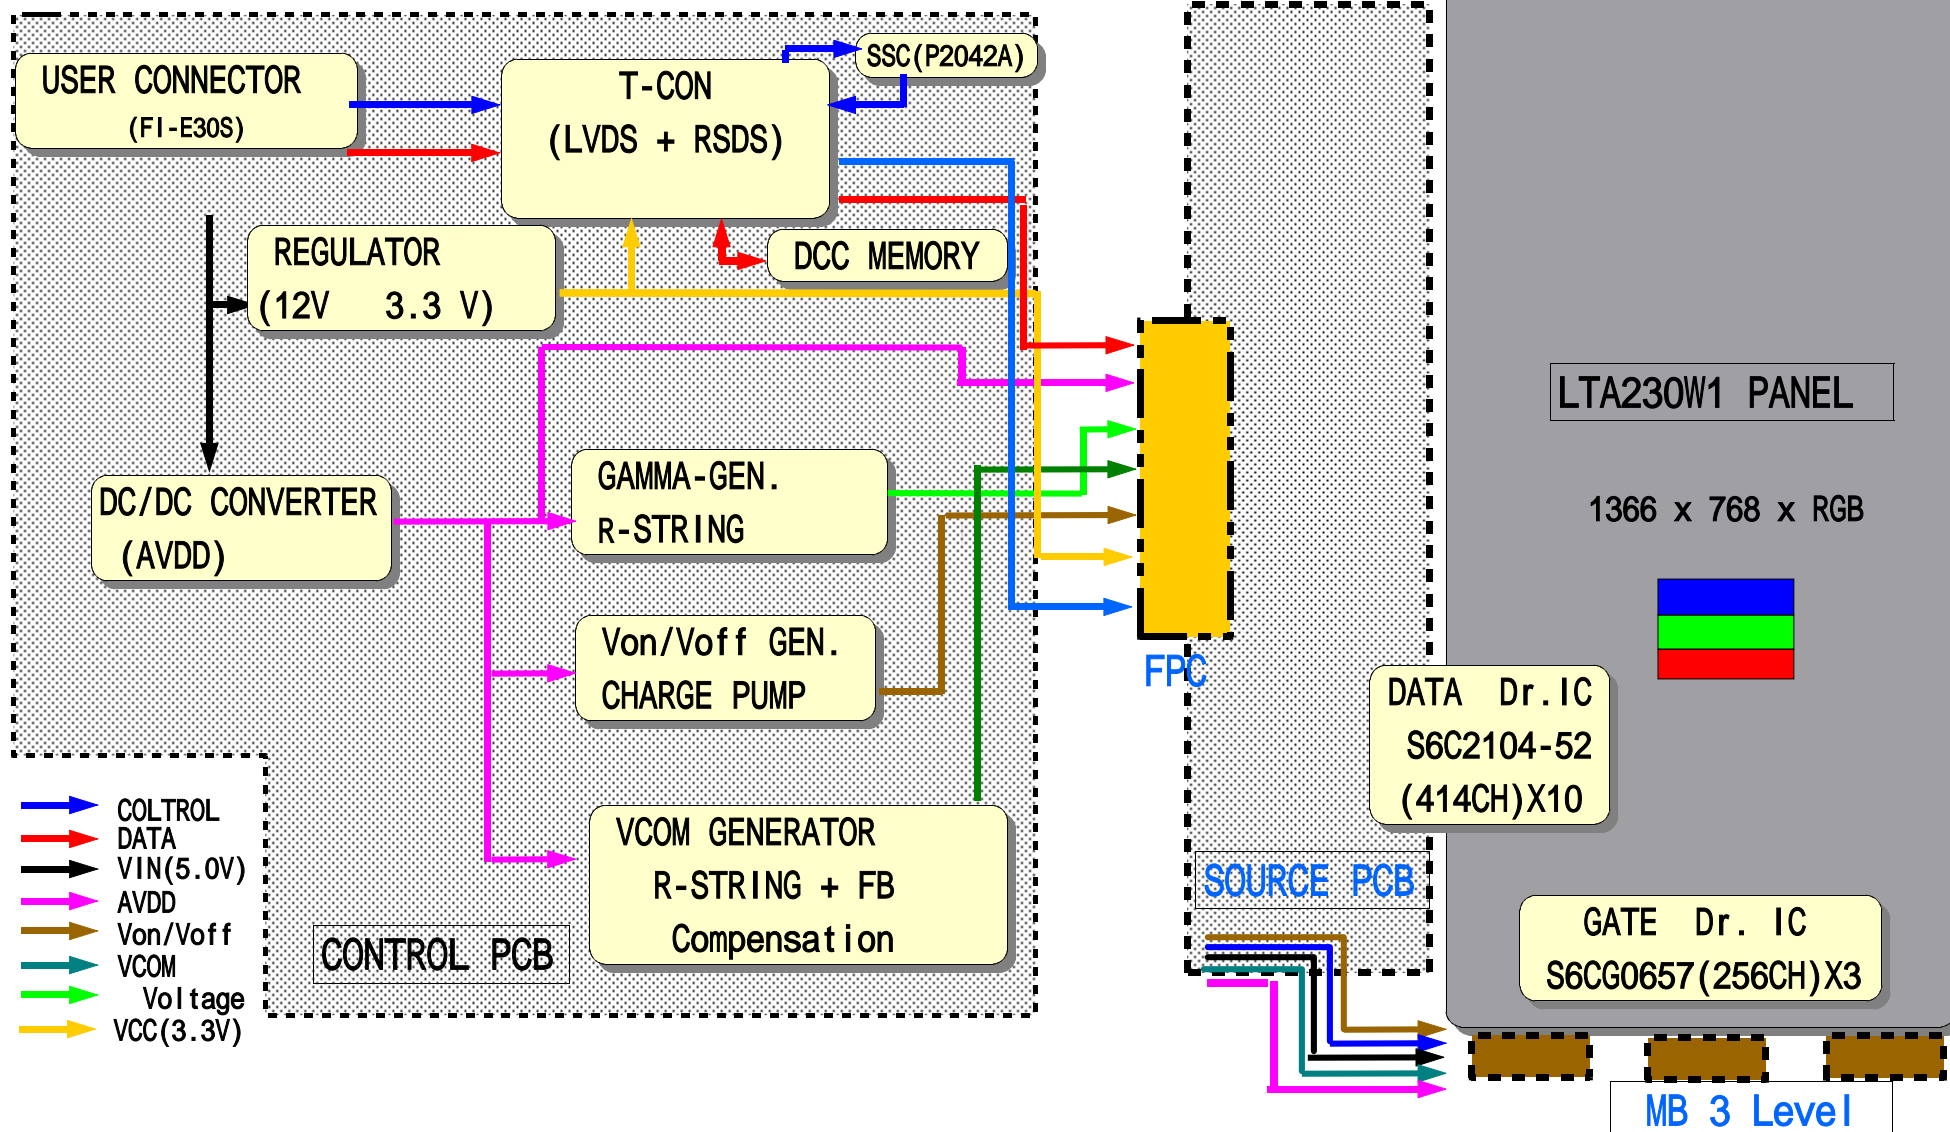 USER CONNECTOR
(FI-E30S)
T-CON
(LVDS + RSDS)
SSC(P2042A)
REGULATOR
(12V 3.3 V)
DCC MEMORY
DC/DC CONVERTER
(AVDD)
GAMMA-GEN.
R-STRING
Von/Voff GEN.
CHARGE PUMP
VCOM GENERATOR
R-STRING + FB
Compensation
CONTROL PCB
COLTROL
DATA
VIN(5.0V)
AVDD
Von/Voff
VCOM
Voltage
VCC(3.3V)
FPC
SOURCE PCB
LTA230W1 PANEL
1366 x 768 x RGB
DATA Dr.IC
S6C2104-52
(414CH)X10
GATE Dr. IC
S6CG0657(256CH)X3
MB 3 Level